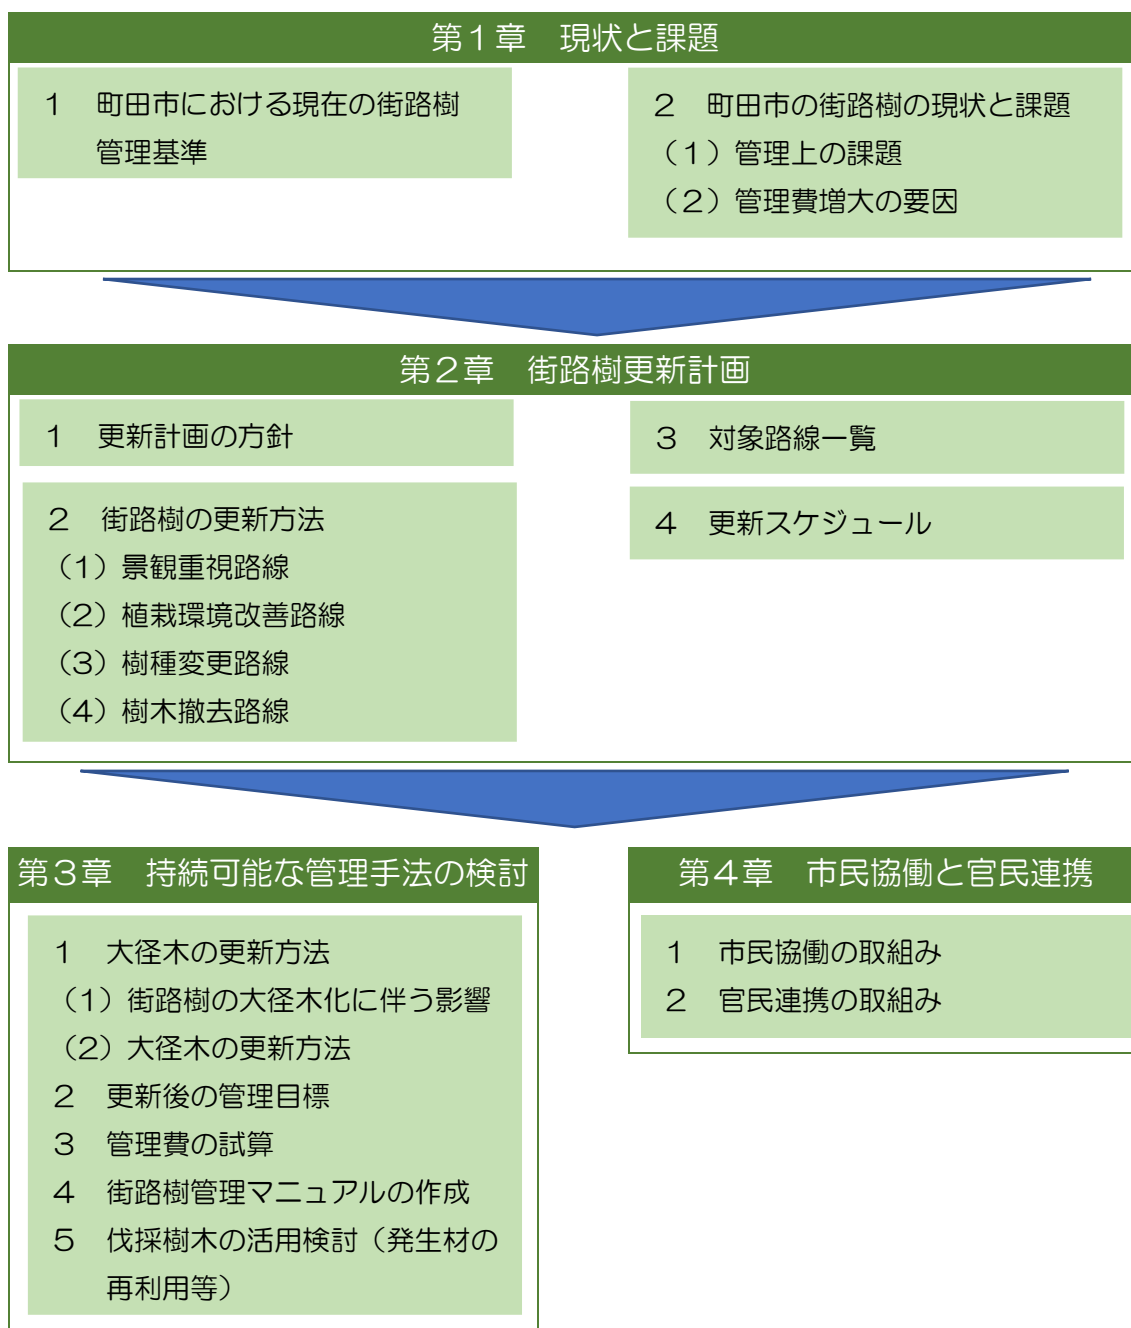 第１章　現状と課題
１　町田市における現在の街路樹
管理基準
２　町田市の街路樹の現状と課題
（１）管理上の課題
（２）管理費増大の要因
第２章　街路樹更新計画
１　更新計画の方針
２　街路樹の更新方法
（１）景観重視路線
（２）植栽環境改善路線
（３）樹種変更路線
（４）樹木撤去路線
３　対象路線一覧
４　更新スケジュール
第３章　持続可能な管理手法の検討
１　大径木の更新方法
（１）街路樹の大径木化に伴う影響
（２）大径木の更新方法
２　更新後の管理目標
３　管理費の試算
４　街路樹管理マニュアルの作成
５　伐採樹木の活用検討（発生材の
再利用等）
第４章　市民協働と官民連携
１　市民協働の取組み
２　官民連携の取組み